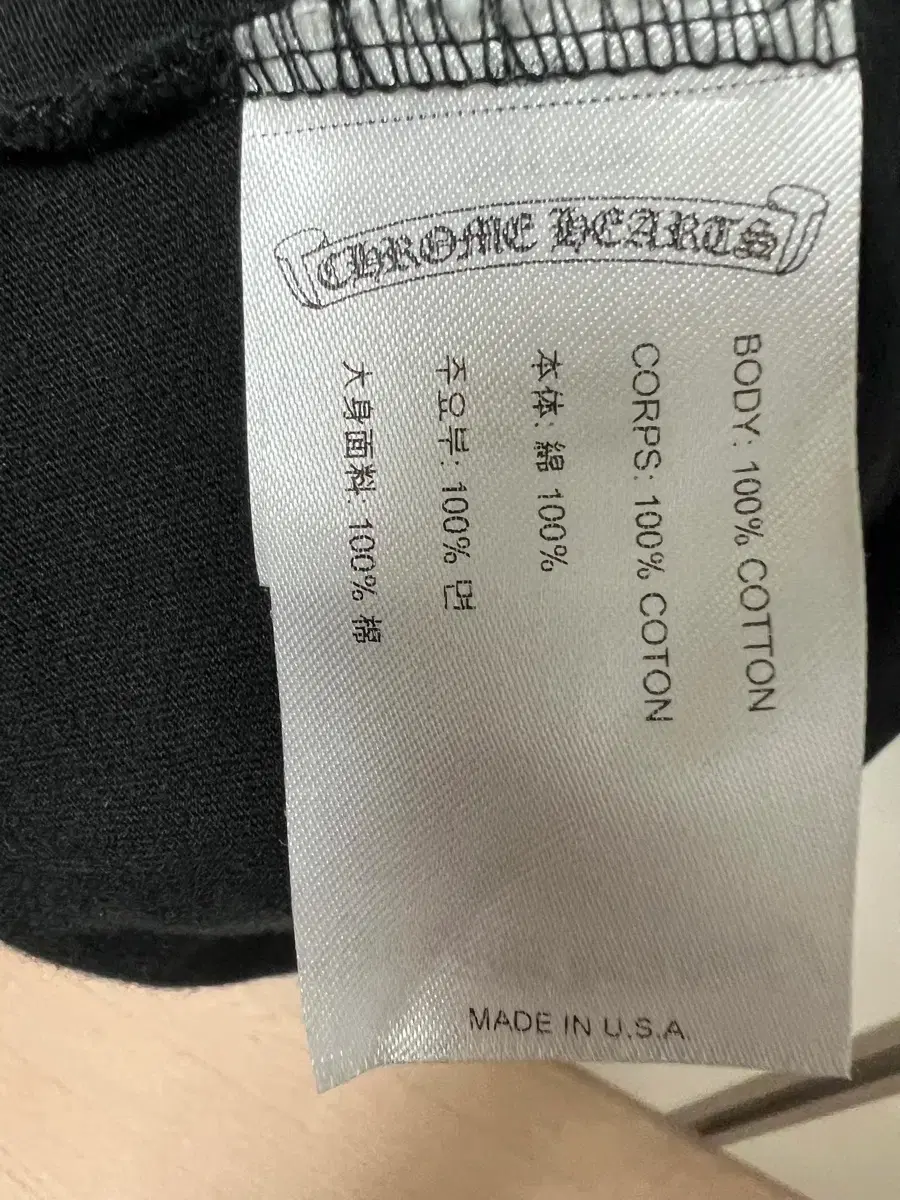 CHROME HEARTS
BODY: 100% COTTON
CORPS: 100% COTON
本体: 綿 100%
주요부: 100% 면
大身面料: 100% 棉
MADE IN U.S.A.